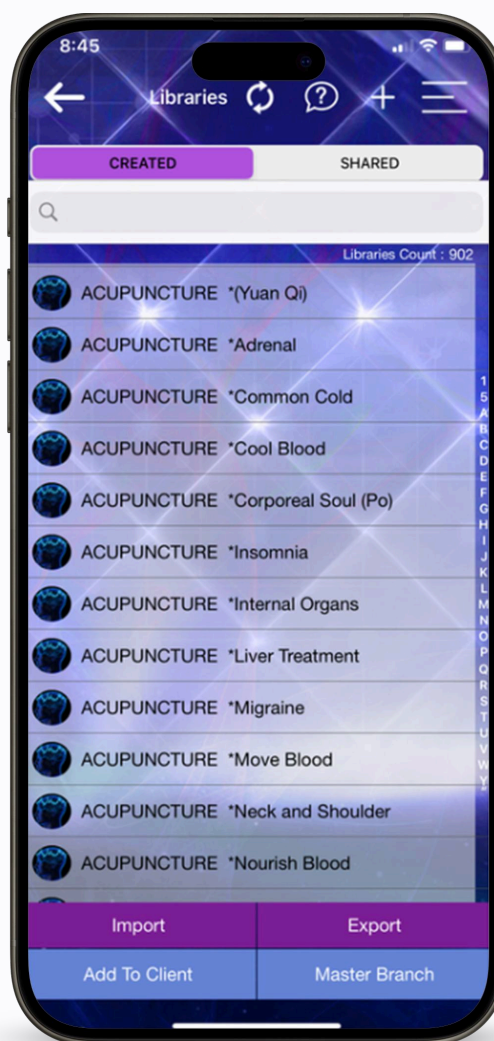 8:45
Libraries
CREATED SHARED
Libraries Count : 902
ACUPUNCTURE *(Yuan Qi)
ACUPUNCTURE *Adrenal
ACUPUNCTURE *Common Cold
ACUPUNCTURE *Cool Blood
ACUPUNCTURE *Corporeal Soul (Po)
ACUPUNCTURE *Insomnia
ACUPUNCTURE *Internal Organs
ACUPUNCTURE *Liver Treatment
ACUPUNCTURE *Migraine
ACUPUNCTURE *Move Blood
ACUPUNCTURE *Neck and Shoulder
ACUPUNCTURE *Nourish Blood
1
5
A
B
C
D
E
F
G
H
I
J
K
L
M
N
O
P
Q
R
S
T
U
V
W
Y
Import Export
Add To Client Master Branch